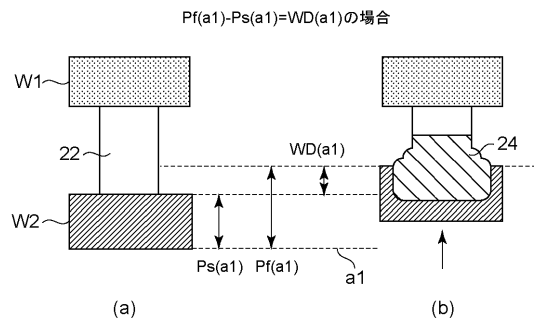 Pf(a1)-Ps(a1)=WD(a1)の場合
W1
22
WD(a1)
24
W2
Ps(a1)
Pf(a1)
a1
(a)
(b)